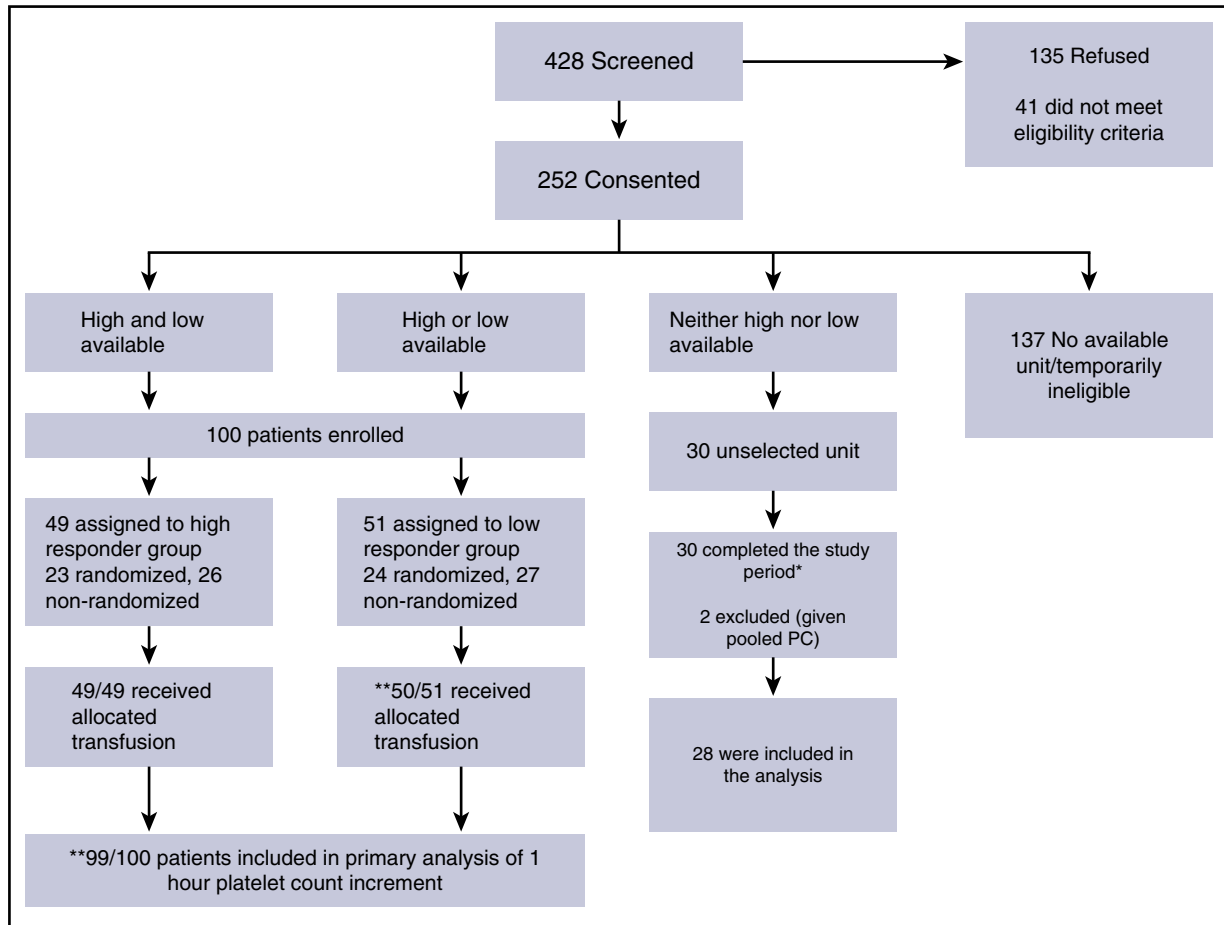 428 Screened
135 Refused
41 did not meet
eligibility criteria
252 Consented
High and low
available
High or low
available
Neither high nor low
available
137 No available
unit/temporarily
ineligible
100 patients enrolled
30 unselected unit
49 assigned to high
responder group
23 randomized, 26
non-randomized
51 assigned to low
responder group
24 randomized, 27
non-randomized
30 completed the study
period*
2 excluded (given
pooled PC)
49/49 received
allocated
transfusion
**50/51 received
allocated
transfusion
28 were included in
the analysis
**99/100 patients included in primary analysis of 1
hour platelet count increment